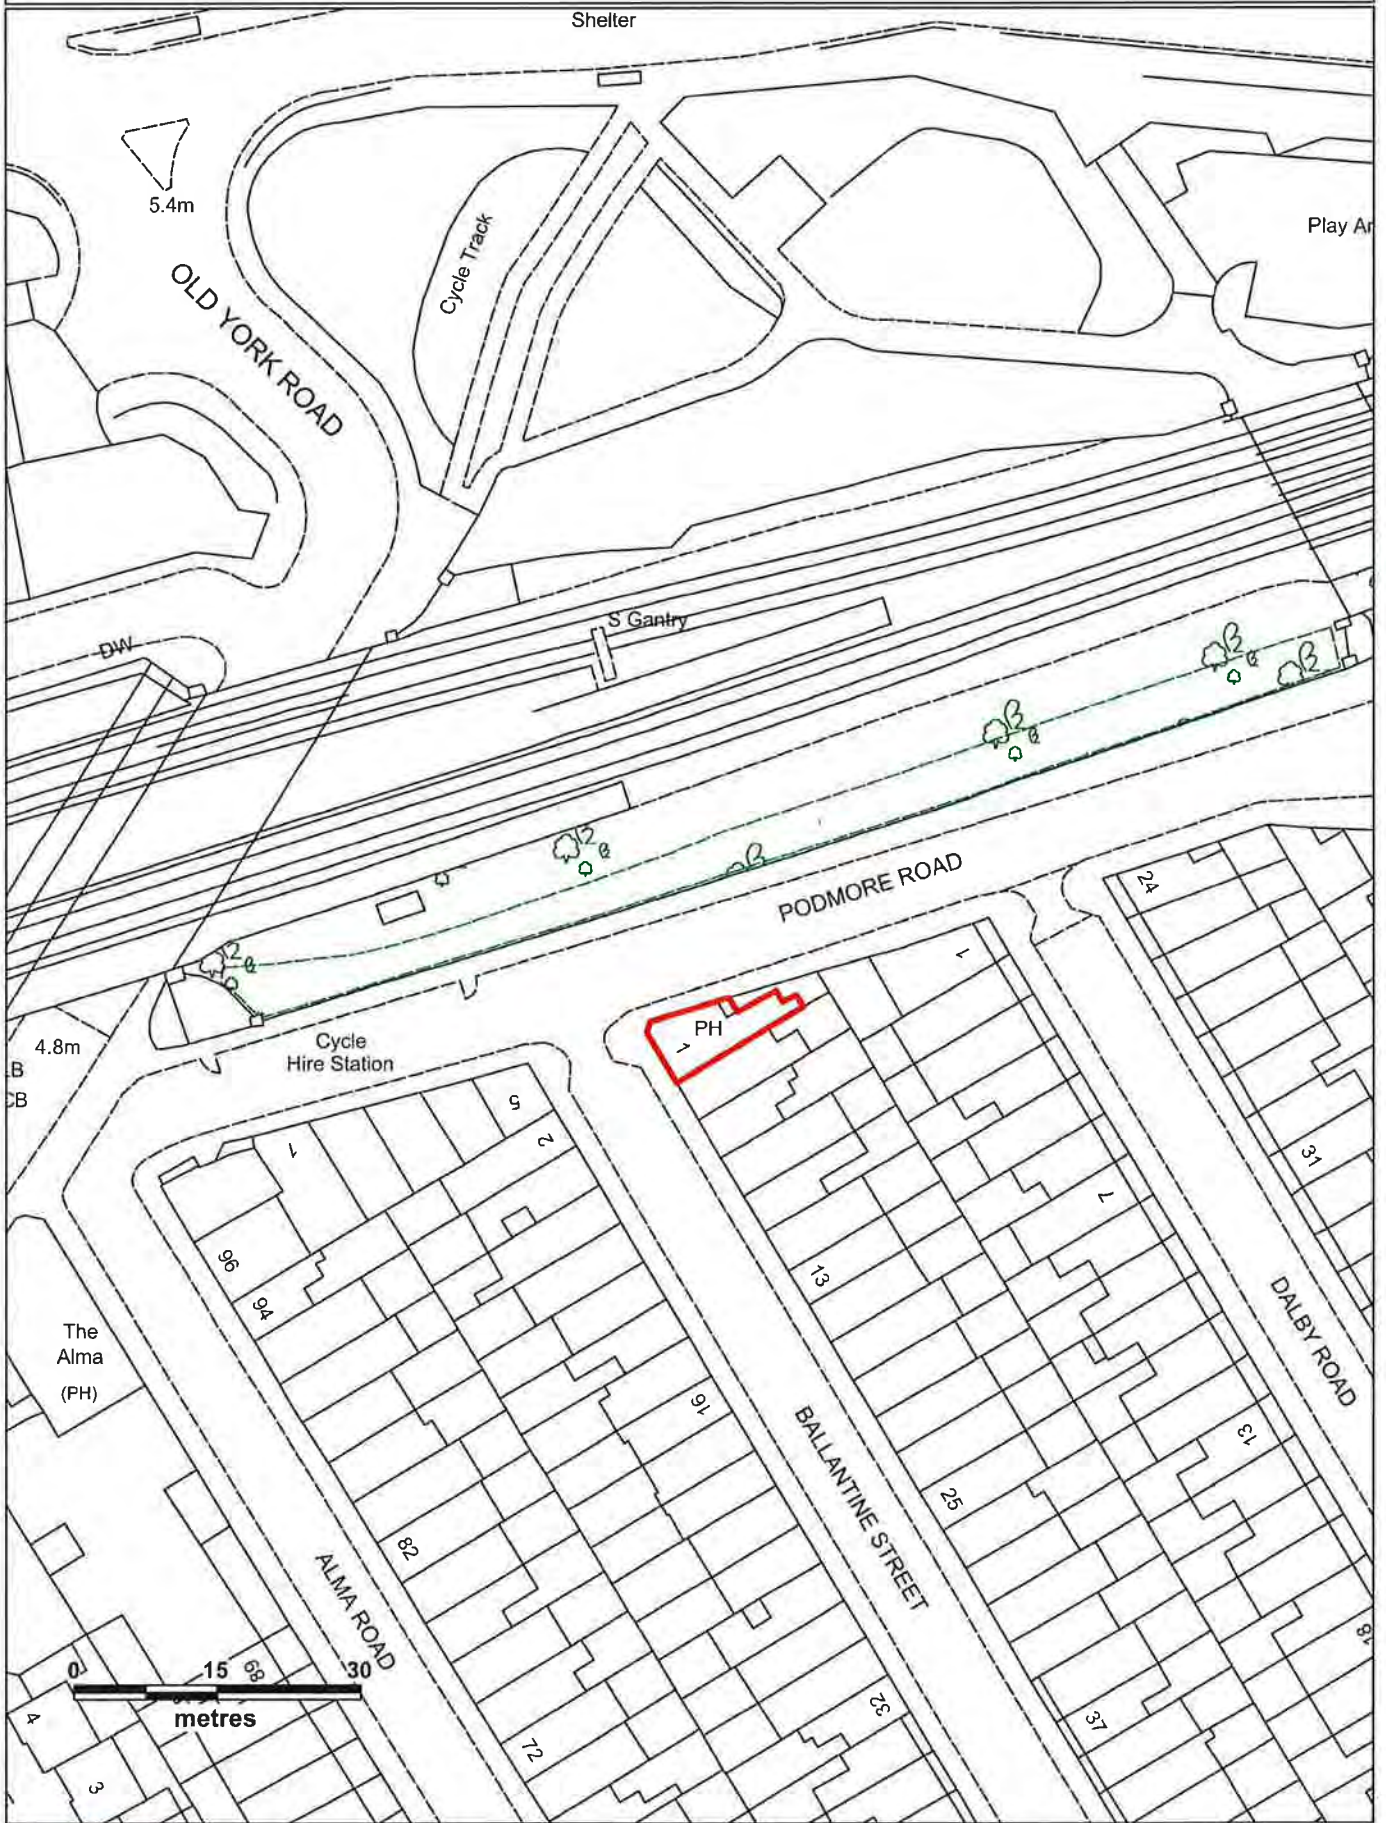 Shelter
5.4m
Cycle Track
Play Ar
OLD YORK ROAD
S Gantry
DW
PODMORE ROAD
24
1
PH
1
Cycle
Hire Station
4.8m
CB
5
2
1
31
7
96
94
13
The
Alma
(PH)
DALBY ROAD
16
BALLANTINE STREET
13
25
82
ALMA ROAD
18
68
0 15 30
metres
32
37
4
72
3